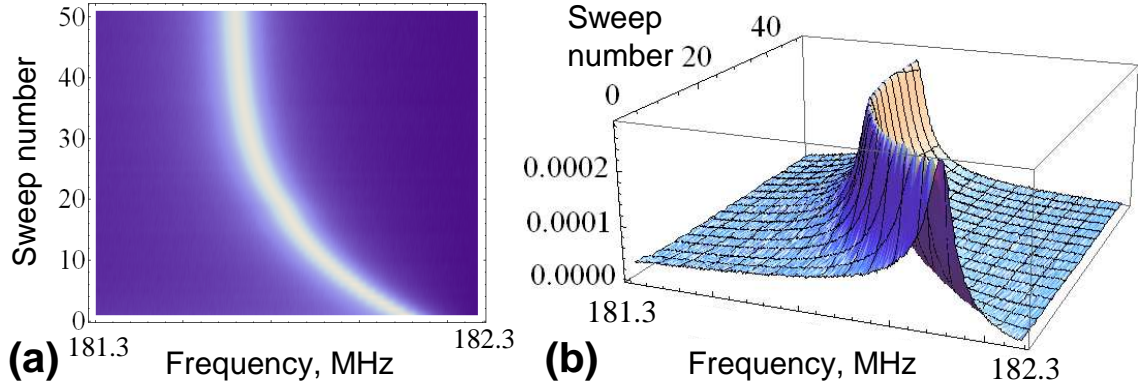 50
40
30
20
10
0
Sweep number
181.3
182.3
Frequency, MHz
(a)
Sweep
number
0
20
40
0.0002
0.0001
0.0000
181.3
182.3
Frequency, MHz
(b)